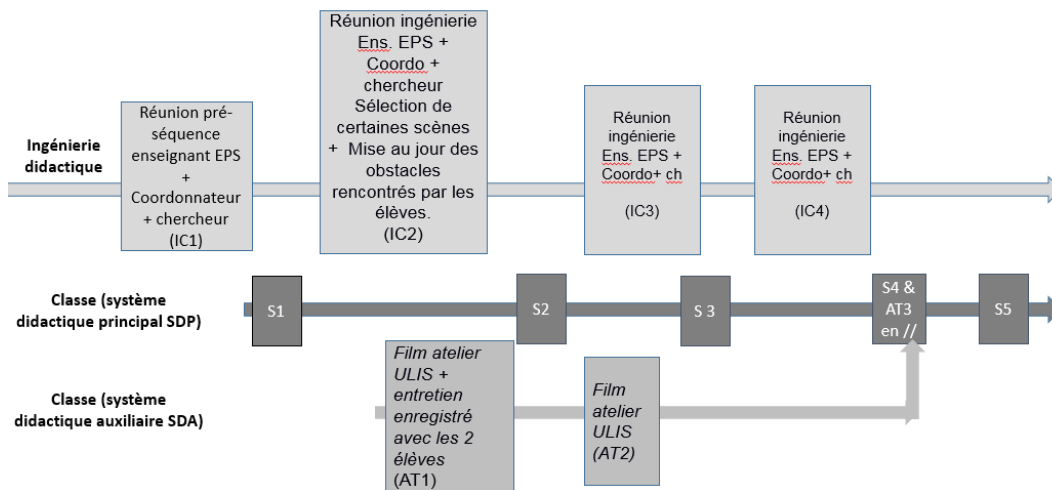 Ingénierie
didactique
Réunion pré-
séquence
enseignant EPS
+
Coordonnateur
+ chercheur
(IC1)
Réunion ingénierie
Ens. EPS +
Coordo +
chercheur
Sélection de
certaines scènes
+ Mise au jour des
obstacles
rencontrés par les
élèves.
(IC2)
Réunion
ingénierie
Ens. EPS +
Coordo+ ch
(IC3)
Réunion
ingénierie
Ens. EPS +
Coordo+ ch
(IC4)
Classe (système
didactique principal SDP)
S1
S2
S 3
S4 &
AT3
en //
S5
Classe (système
didactique auxiliaire SDA)
Film atelier
ULIS +
entretien
enregistré
avec les 2
élèves
(AT1)
Film
atelier
ULIS
(AT2)